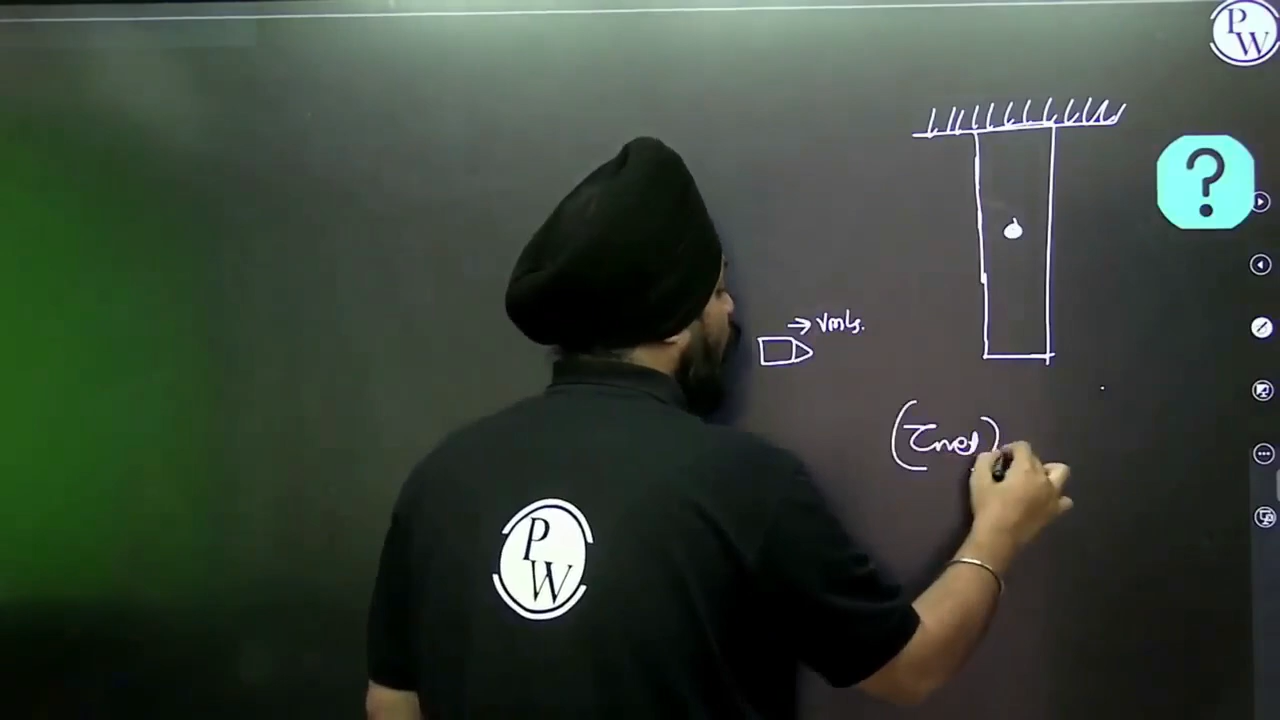 PW
?
→ vm/s.
(τnet)
PW